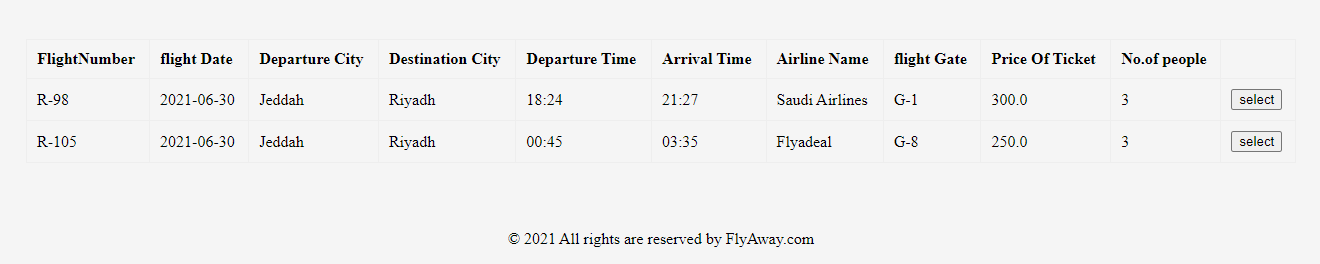 FlightNumber flight Date Departure City Destination City Departure Time Arrival Time Airline Name flight Gate Price Of Ticket No.of people
R-98 2021-06-30 Jeddah Riyadh 18:24 21:27 Saudi Airlines G-1 300.0 3 select
R-105 2021-06-30 Jeddah Riyadh 00:45 03:35 Flyadeal G-8 250.0 3 select
© 2021 All rights are reserved by FlyAway.com